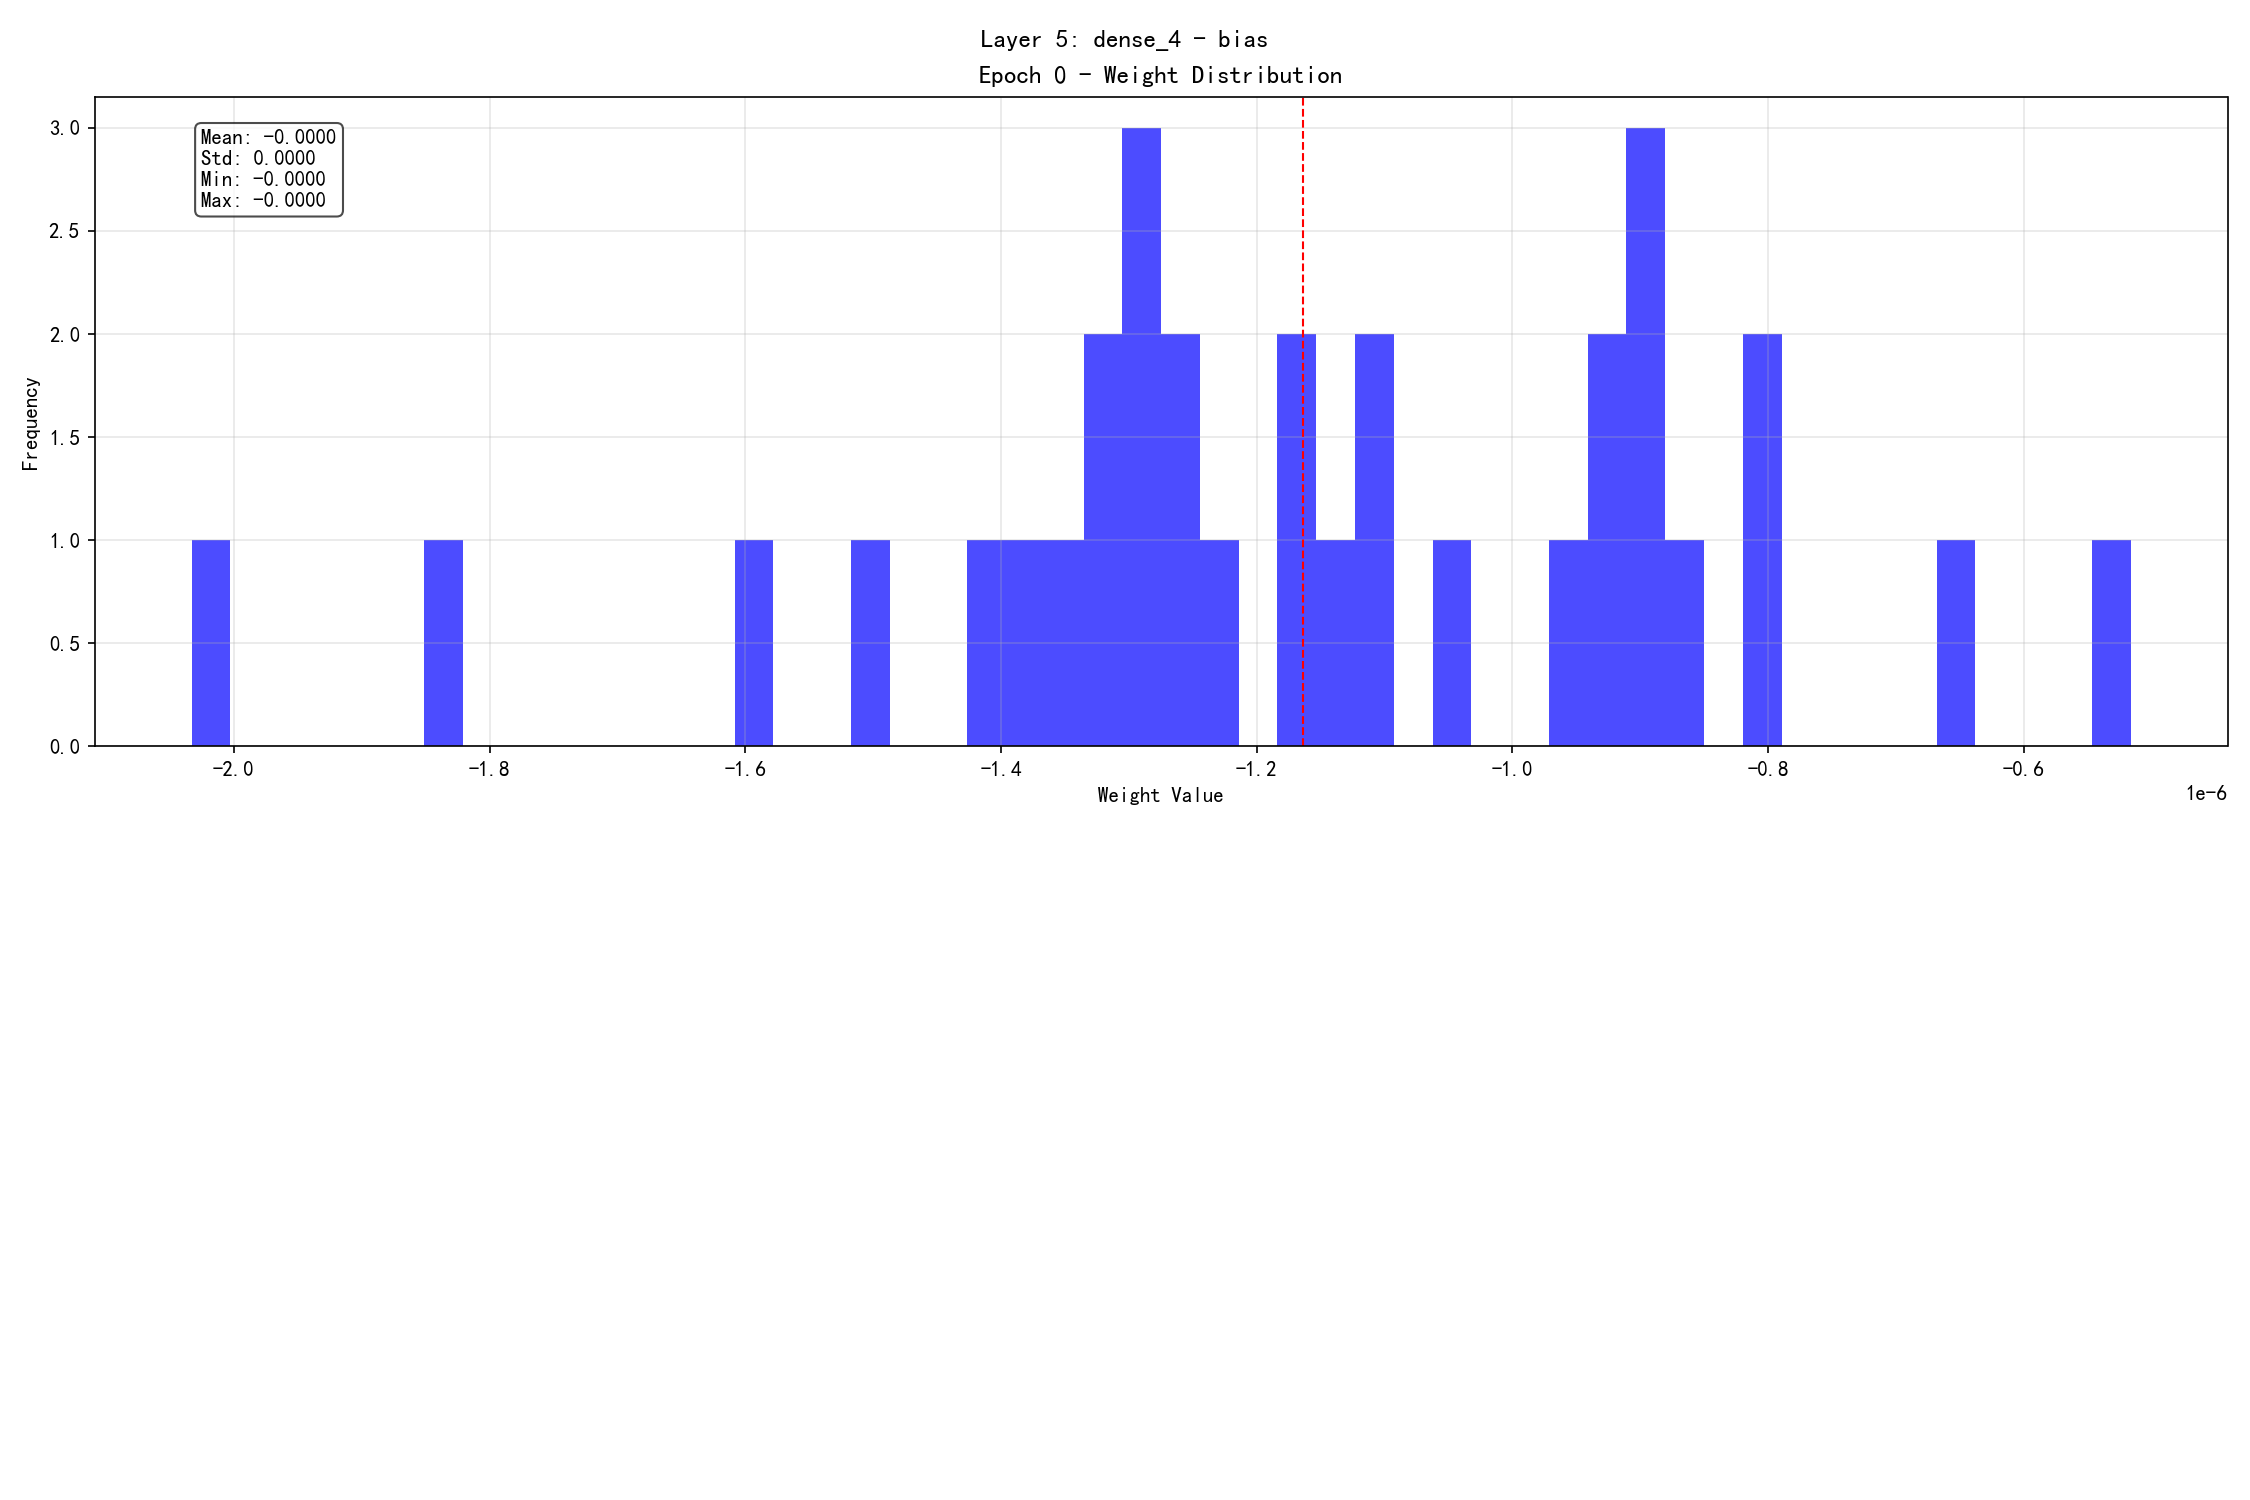 Layer 5: dense_4 - bias
Epoch 0 - Weight Distribution
Mean: -0.0000
Std: 0.0000
Min: -0.0000
Max: -0.0000
Frequency
3.0
2.5
2.0
1.5
1.0
0.5
0.0
-2.0 -1.8 -1.6 -1.4 -1.2 -1.0 -0.8 -0.6
Weight Value
1e-6